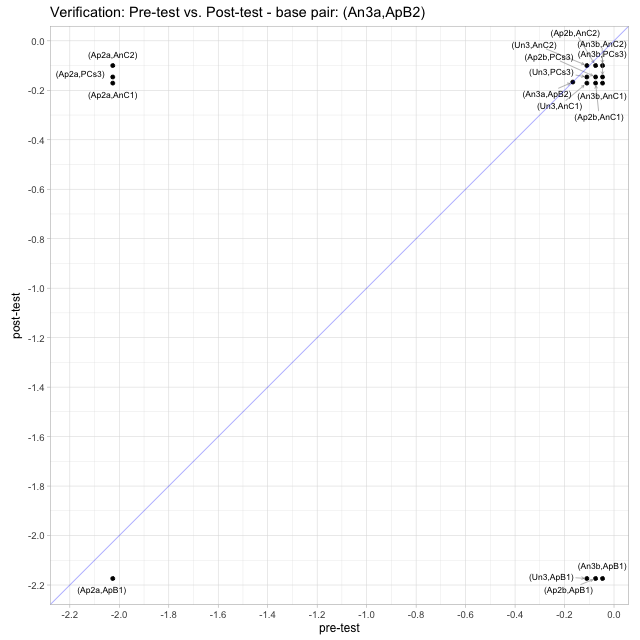 Verification: Pre-test vs. Post-test - base pair: (An3a,ApB2)
(Ap2b,AnC2)
0.0
(Un3,AnC2)
(An3b,AnC2)
(Ap2a,AnC2)
(Ap2b,PCs3)
(An3b,PCs3)
(Ap2a,PCs3)
(Un3,PCs3)
(Ap2a,AnC1)
(An3a,ApB2)
(An3b,AnC1)
-0.2
(Un3,AnC1)
(Ap2b,AnC1)
-0.4
-0.6
-0.8
-1.0
post-test
-1.2
-1.4
-1.6
-1.8
-2.0
(An3b,ApB1)
(Un3,ApB1)
-2.2
(Ap2a,ApB1)
(Ap2b,ApB1)
-2.2 -2.0 -1.8 -1.6 -1.4 -1.2 -1.0 -0.8 -0.6 -0.4 -0.2 0.0
pre-test